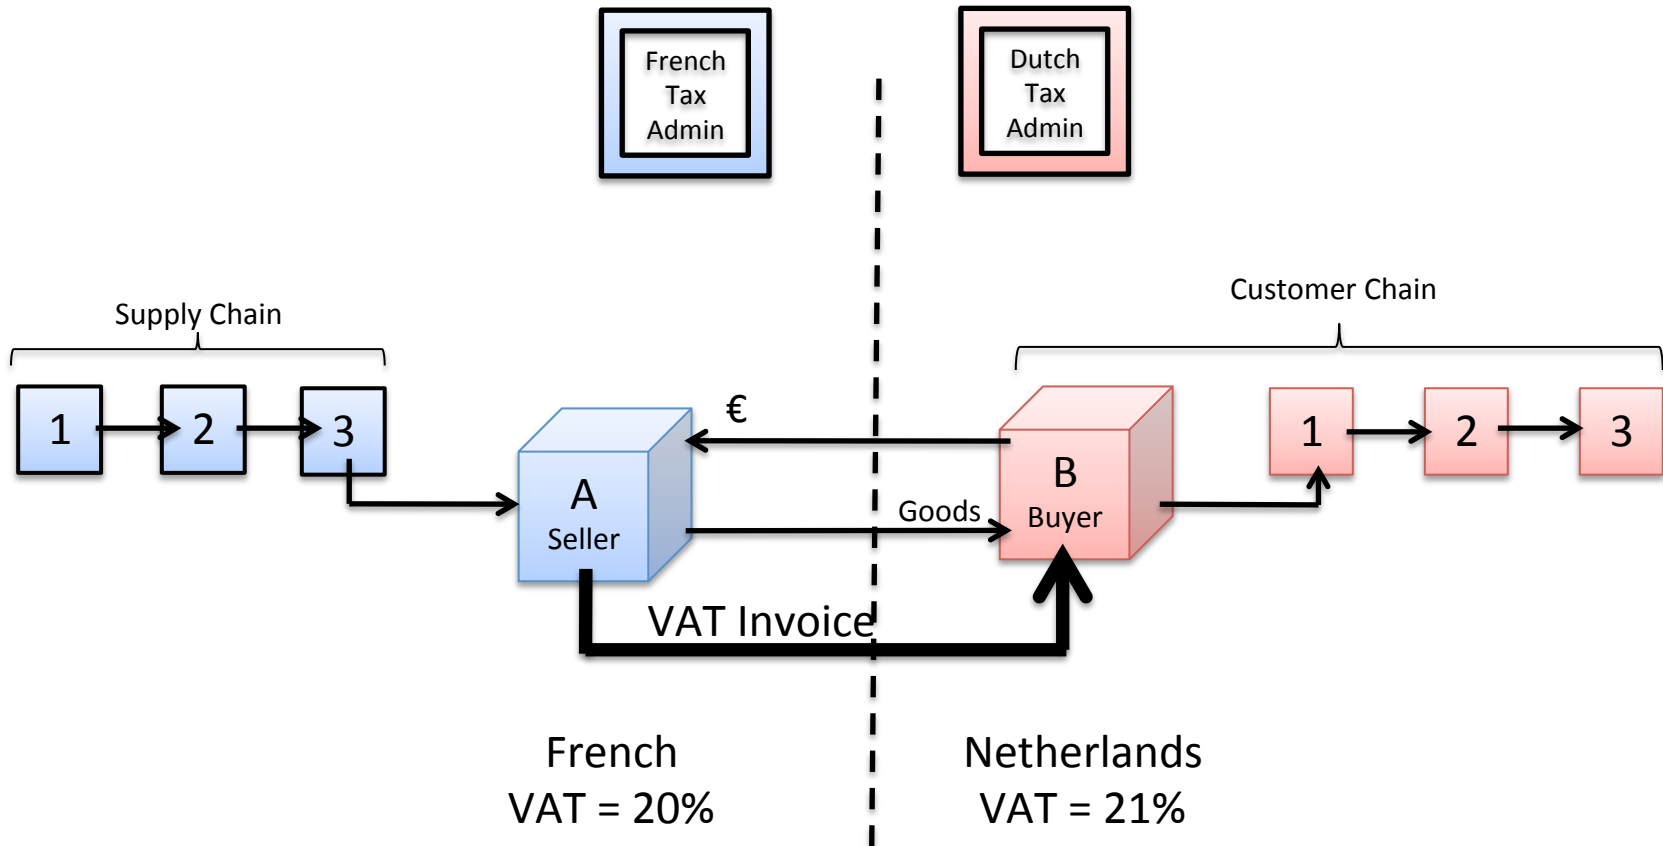 French
Tax
Admin
Dutch
Tax
Admin
Supply Chain
Customer Chain
1
2
3
€
A
Seller
Goods
B
Buyer
1
2
3
VAT Invoice
French
VAT = 20%
Netherlands
VAT = 21%